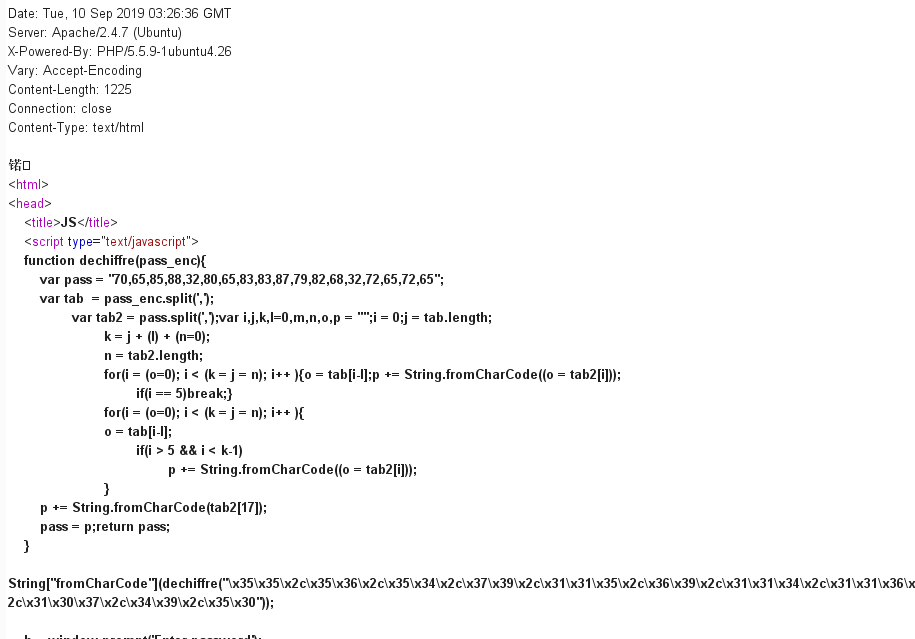 Date: Tue, 10 Sep 2019 03:26:36 GMT
Server: Apache/2.4.7 (Ubuntu)
X-Powered-By: PHP/5.5.9-1ubuntu4.26
Vary: Accept-Encoding
Content-Length: 1225
Connection: close
Content-Type: text/html
锘
<html>
<head>
<title>JS</title>
<script type="text/javascript">
function dechiffre(pass_enc){
var pass = "70,65,85,88,32,80,65,83,83,87,79,82,68,32,72,65,72,65";
var tab  = pass_enc.split(',');
var tab2 = pass.split(',');var i,j,k,l=0,m,n,o,p = "";i = 0;j = tab.length;
k = j + (l) + (n=0);
n = tab2.length;
for(i = (o=0); i < (k = j = n); i++ ){o = tab[i-l];p += String.fromCharCode((o = tab2[i]));
if(i == 5)break;}
for(i = (o=0); i < (k = j = n); i++ ){
o = tab[i-l];
if(i > 5 && i < k-1)
p += String.fromCharCode((o = tab2[i]));
}
p += String.fromCharCode(tab2[17]);
pass = p;return pass;
}
String["fromCharCode"](dechiffre("\x35\x35\x2c\x35\x36\x2c\x35\x34\x2c\x37\x39\x2c\x31\x31\x35\x2c\x36\x39\x2c\x31\x31\x34\x2c\x31\x31\x36\x
2c\x31\x30\x37\x2c\x34\x39\x2c\x35\x30"));
h = window.prompt('Enter password');